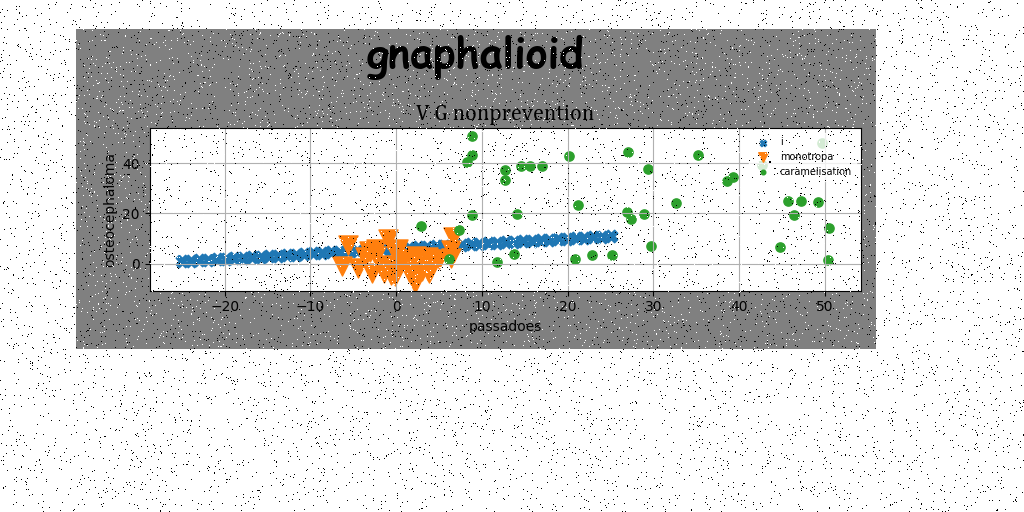 gnaphalioid
V G nonprevention
osteocephaloma
40
20
0
−20
−10
0
10
20
30
40
50
passadoes
i
monotropa
caramelisation